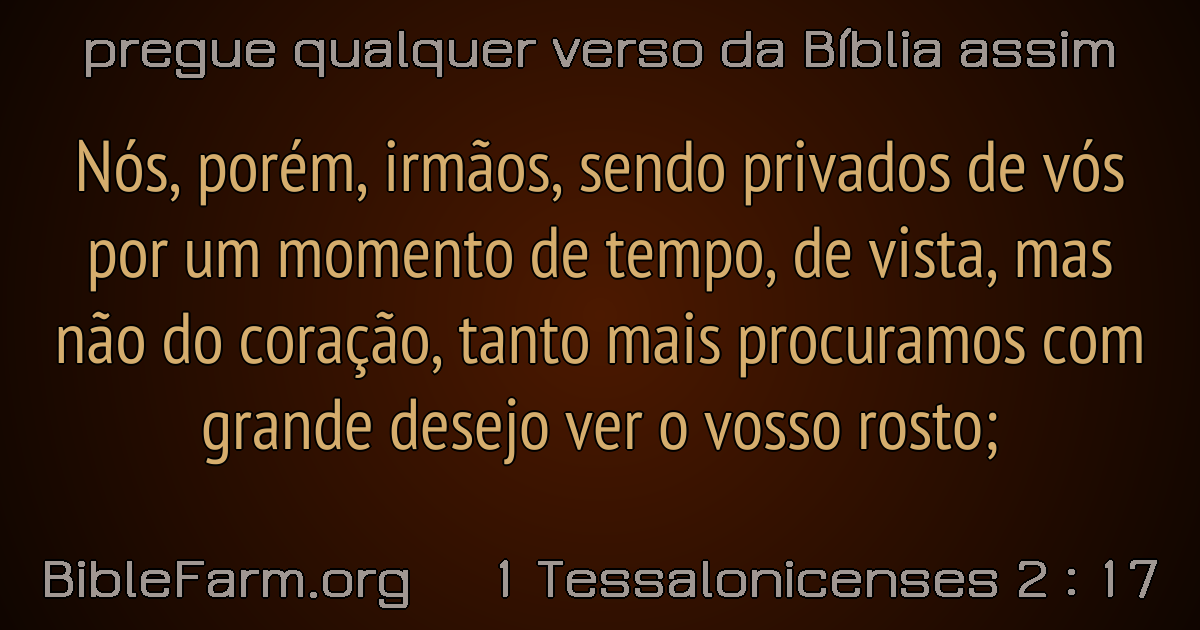 pregue qualquer verso da Bíblia assim
Nós, porém, irmãos, sendo privados de vós
por um momento de tempo, de vista, mas
não do coração, tanto mais procuramos com
grande desejo ver o vosso rosto;
BibleFarm.org 1 Tessalonicenses 2 : 17